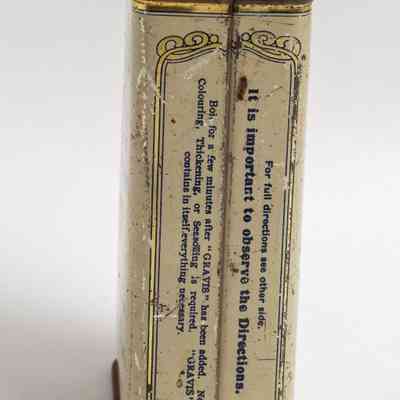 For full directions see other side.
It is important to observe the Directions.
Boil for a few minutes after "GRAVIS" has been added. No
Colouring, Thickening, or Seasoning is required. "GRAVIS"
contains in itself everything necessary.